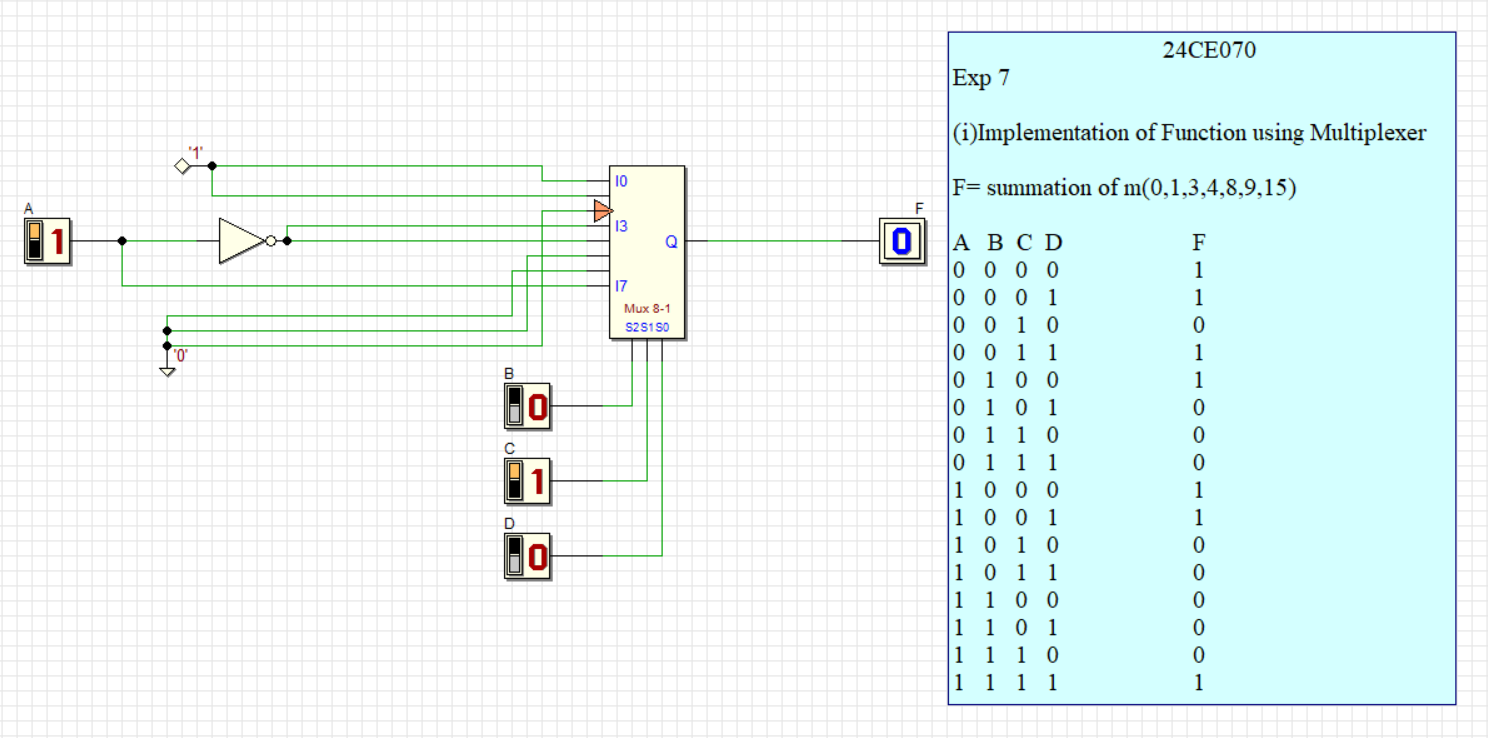 '1'
A
1
'0'
I0
I3
I7
Q
Mux 8-1
S2S1S0
F
0
B
0
C
1
D
0
24CE070
Exp 7
(i)Implementation of Function using Multiplexer
F= summation of m(0,1,3,4,8,9,15)
A B C D F
0 0 0 0 1
0 0 0 1 1
0 0 1 0 0
0 0 1 1 1
0 1 0 0 1
0 1 0 1 0
0 1 1 0 0
0 1 1 1 0
1 0 0 0 1
1 0 0 1 1
1 0 1 0 0
1 0 1 1 0
1 1 0 0 0
1 1 0 1 0
1 1 1 0 0
1 1 1 1 1